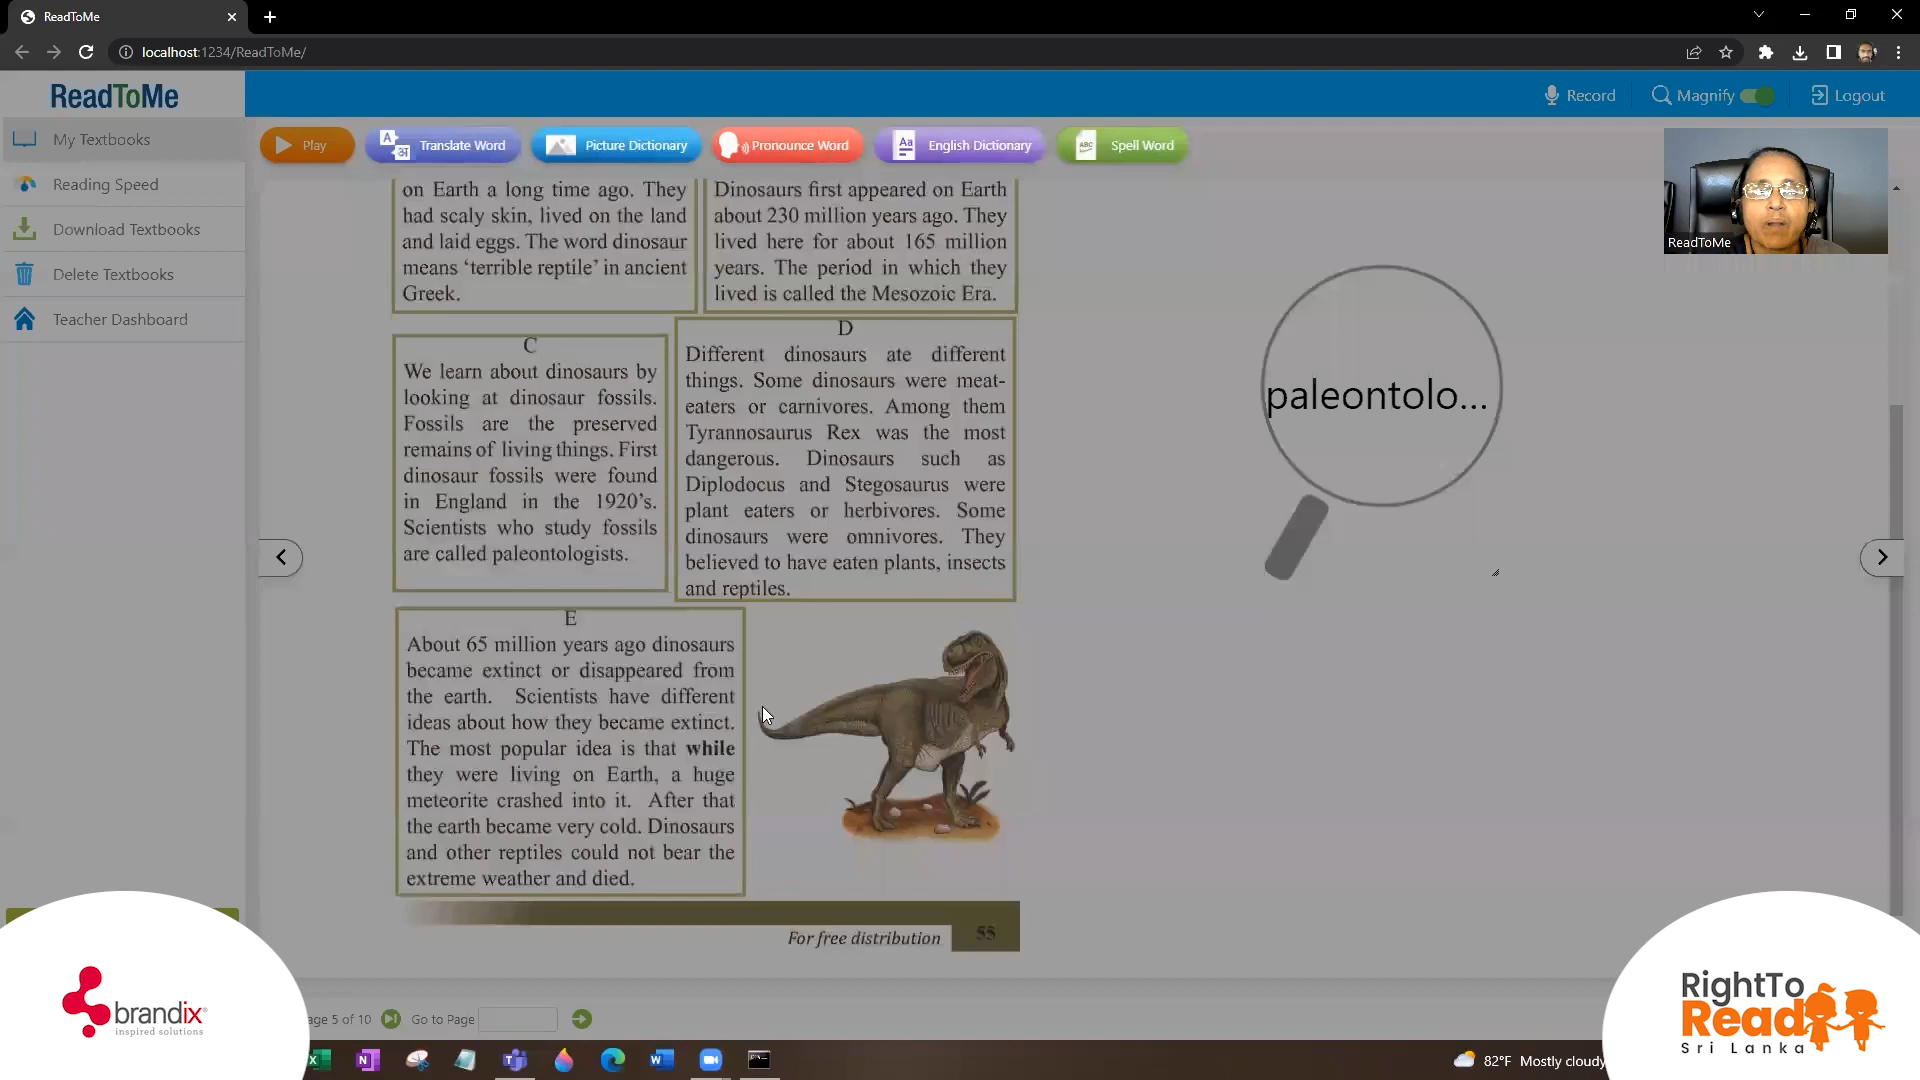 ReadToMe
localhost:1234/ReadToMe/
ReadToMe
Record
Magnify
Logout
My Textbooks
Reading Speed
Download Textbooks
Delete Textbooks
Teacher Dashboard
Play
Translate Word
Picture Dictionary
Pronounce Word
English Dictionary
Spell Word
on Earth a long time ago. They
had scaly skin, lived on the land
and laid eggs. The word dinosaur
means ‘terrible reptile’ in ancient
Greek.
Dinosaurs first appeared on Earth
about 230 million years ago. They
lived here for about 165 million
years. The period in which they
lived is called the Mesozoic Era.
C
We learn about dinosaurs by
looking at dinosaur fossils.
Fossils are the preserved
remains of living things. First
dinosaur fossils were found
in England in the 1920’s.
Scientists who study fossils
are called paleontologists.
D
Different dinosaurs ate different
things. Some dinosaurs were meat-
eaters or carnivores. Among them
Tyrannosaurus Rex was the most
dangerous. Dinosaurs such as
Diplodocus and Stegosaurus were
plant eaters or herbivores. Some
dinosaurs were omnivores. They
believed to have eaten plants, insects
and reptiles.
E
About 65 million years ago dinosaurs
became extinct or disappeared from
the earth. Scientists have different
ideas about how they became extinct.
The most popular idea is that while
they were living on Earth, a huge
meteorite crashed into it. After that
the earth became very cold. Dinosaurs
and other reptiles could not bear the
extreme weather and died.
For free distribution 55
paleontolo...
ReadToMe
age 5 of 10
Go to Page
brandix
inspired solutions
RightTo
Read
Sri Lanka
82°F Mostly cloudy